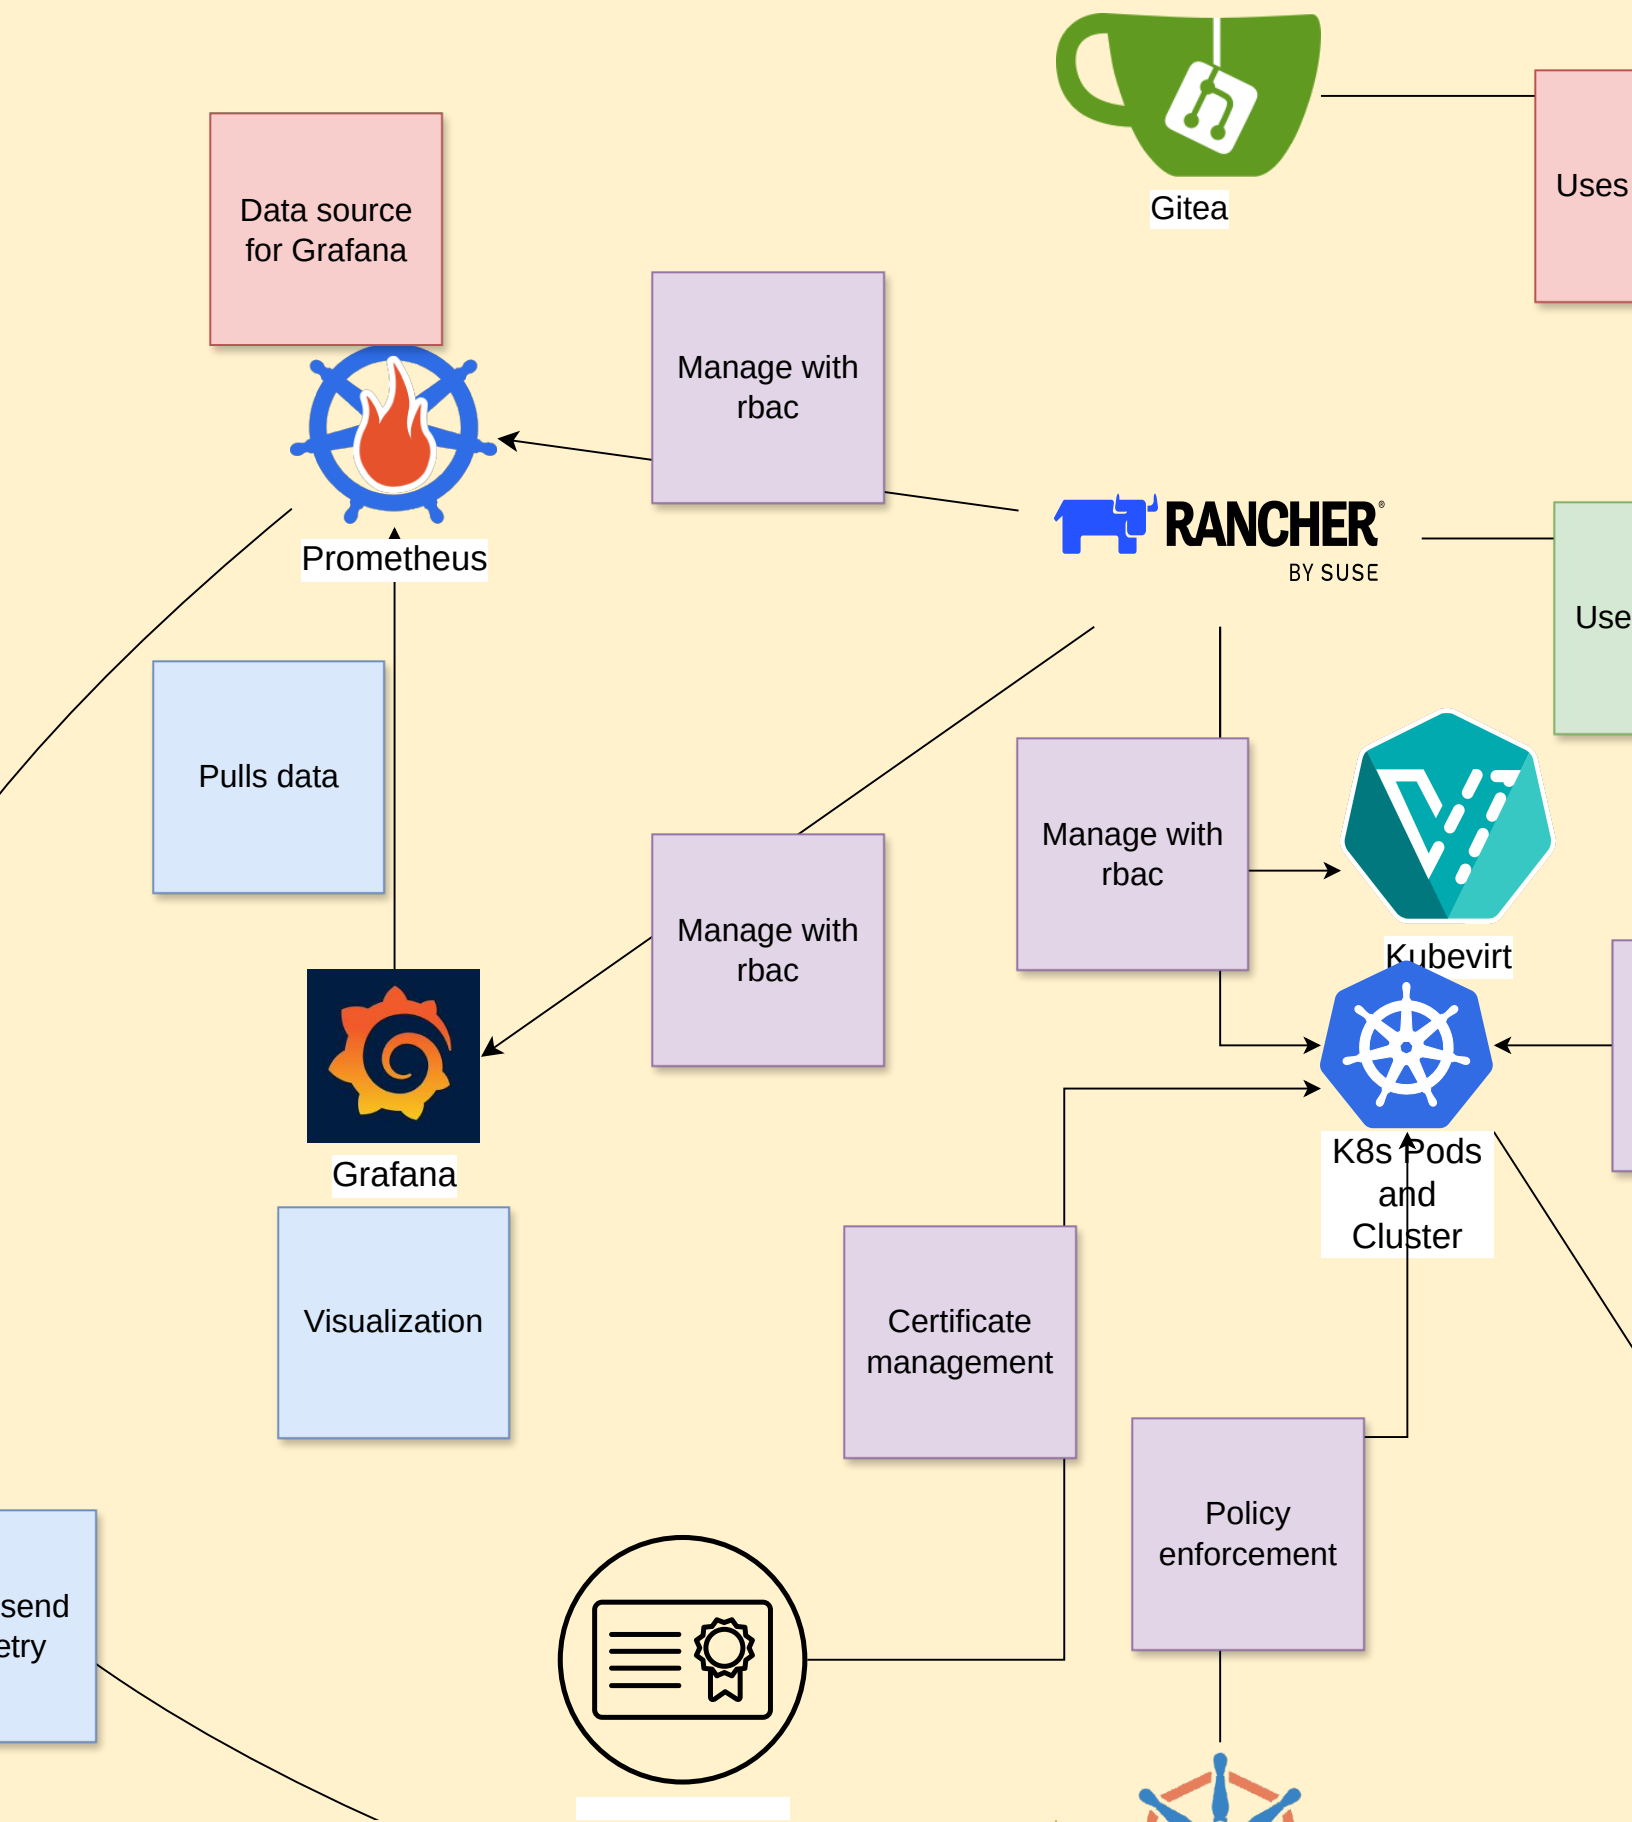 Gitea
Uses
Data source
for Grafana
Manage with
rbac
RANCHER®
BY SUSE
Prometheus
Use
Pulls data
Manage with
rbac
Manage with
rbac
Kubevirt
K8s Pods
and
Cluster
Grafana
Visualization
Certificate
management
Policy
enforcement
send
etry